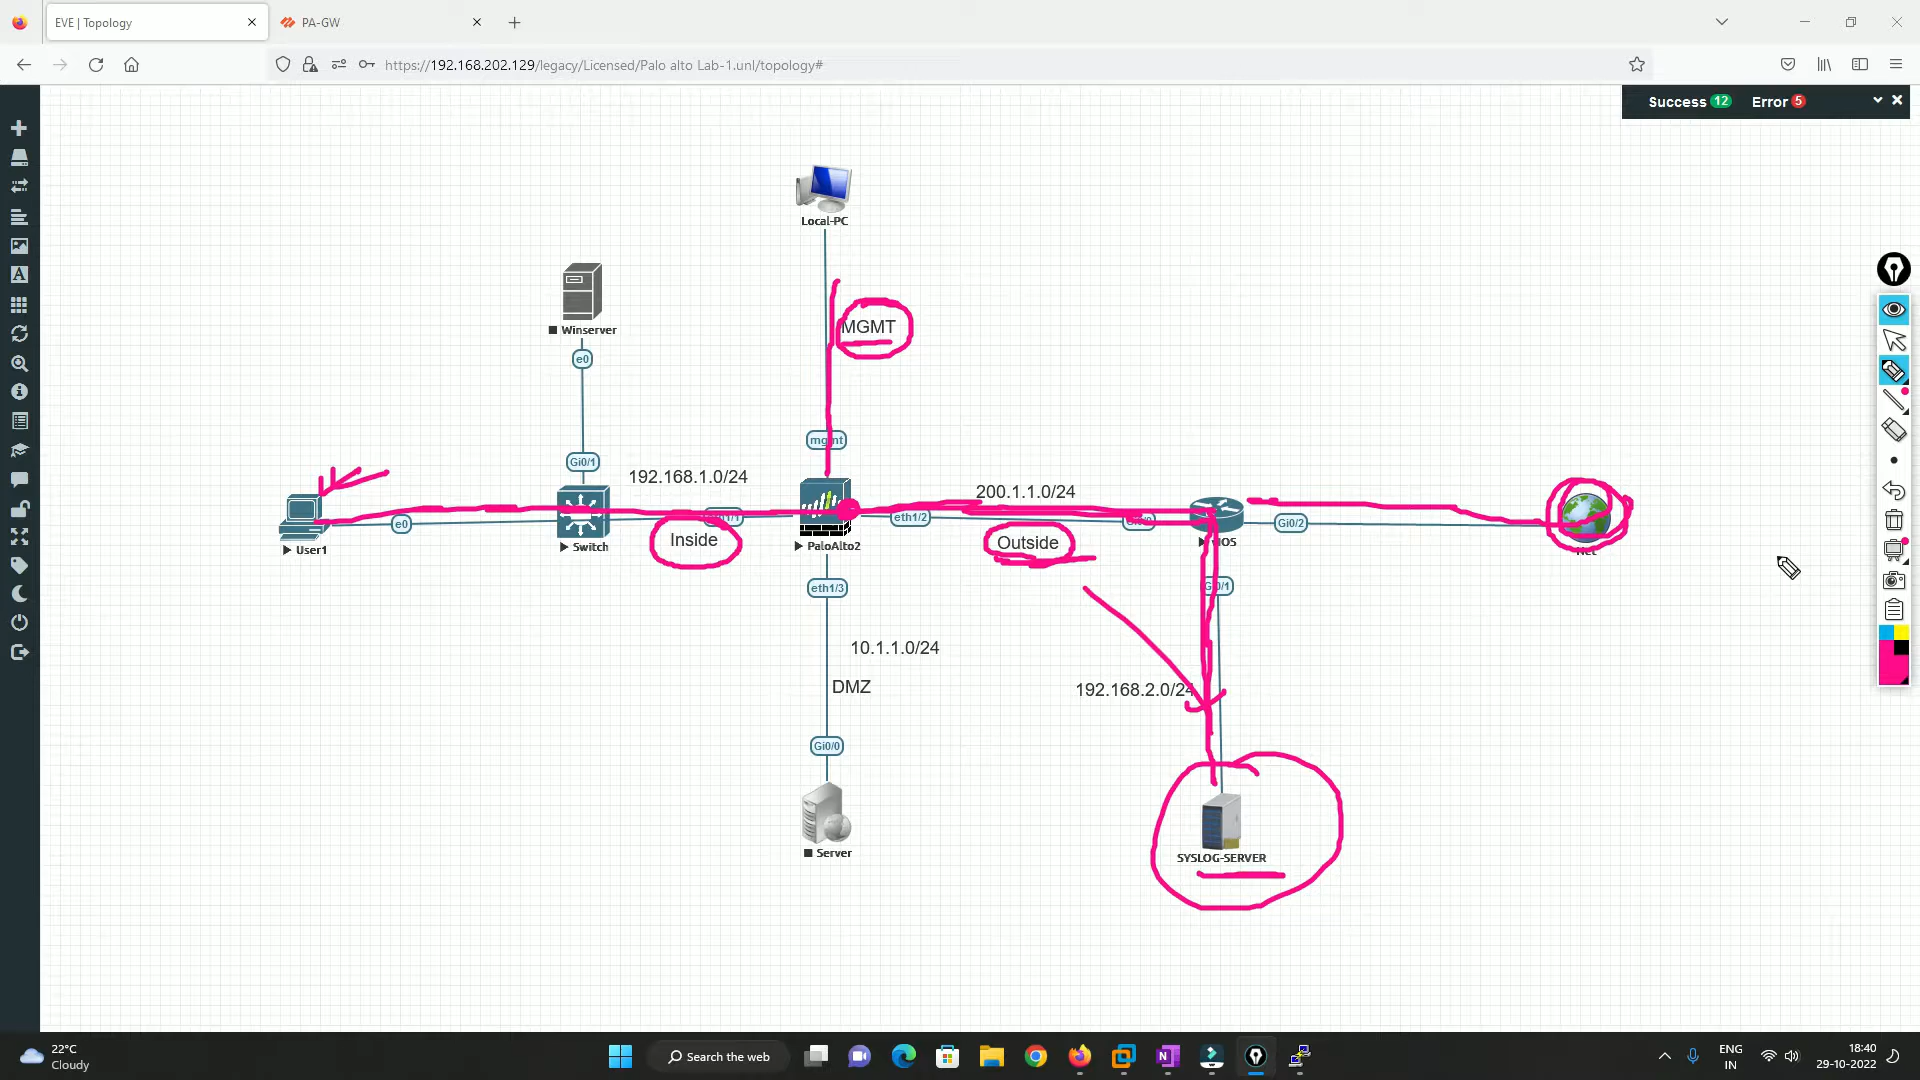 EVE | Topology
PA-GW
https://192.168.202.129/legacy/Licensed/Palo alto Lab-1.unl/topology#
Success 12 Error 5
Local-PC
MGMT
Winserver
e0
mgmt
Gi0/1
192.168.1.0/24
200.1.1.0/24
e0
eth1/2
Gi0/2
Inside
Outside
User1
Switch
PaloAlto2
Net
eth1/3
Gi0/1
10.1.1.0/24
DMZ
192.168.2.0/24
Gi0/0
Server
SYSLOG-SERVER
22°C
Cloudy
Search the web
ENG
IN
18:40
29-10-2022